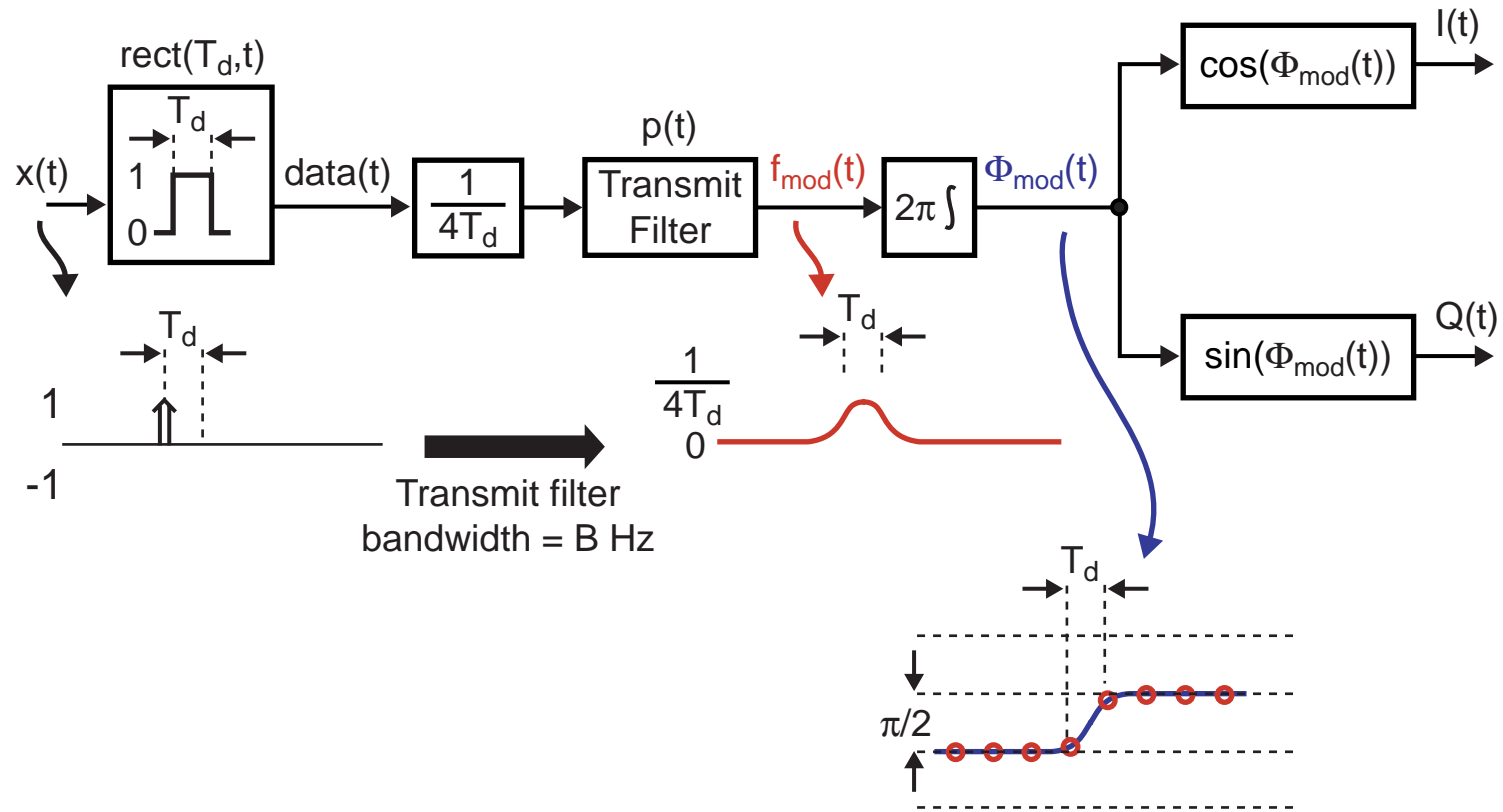 rect(T_d,t)
T_d
1
0
x(t)
data(t)
1
4T_d
p(t)
Transmit
Filter
f_mod(t)
2π ∫
Φ_mod(t)
cos(Φ_mod(t))
I(t)
sin(Φ_mod(t))
Q(t)
T_d
1
-1
Transmit filter
bandwidth = B Hz
T_d
1
4T_d
0
T_d
π/2